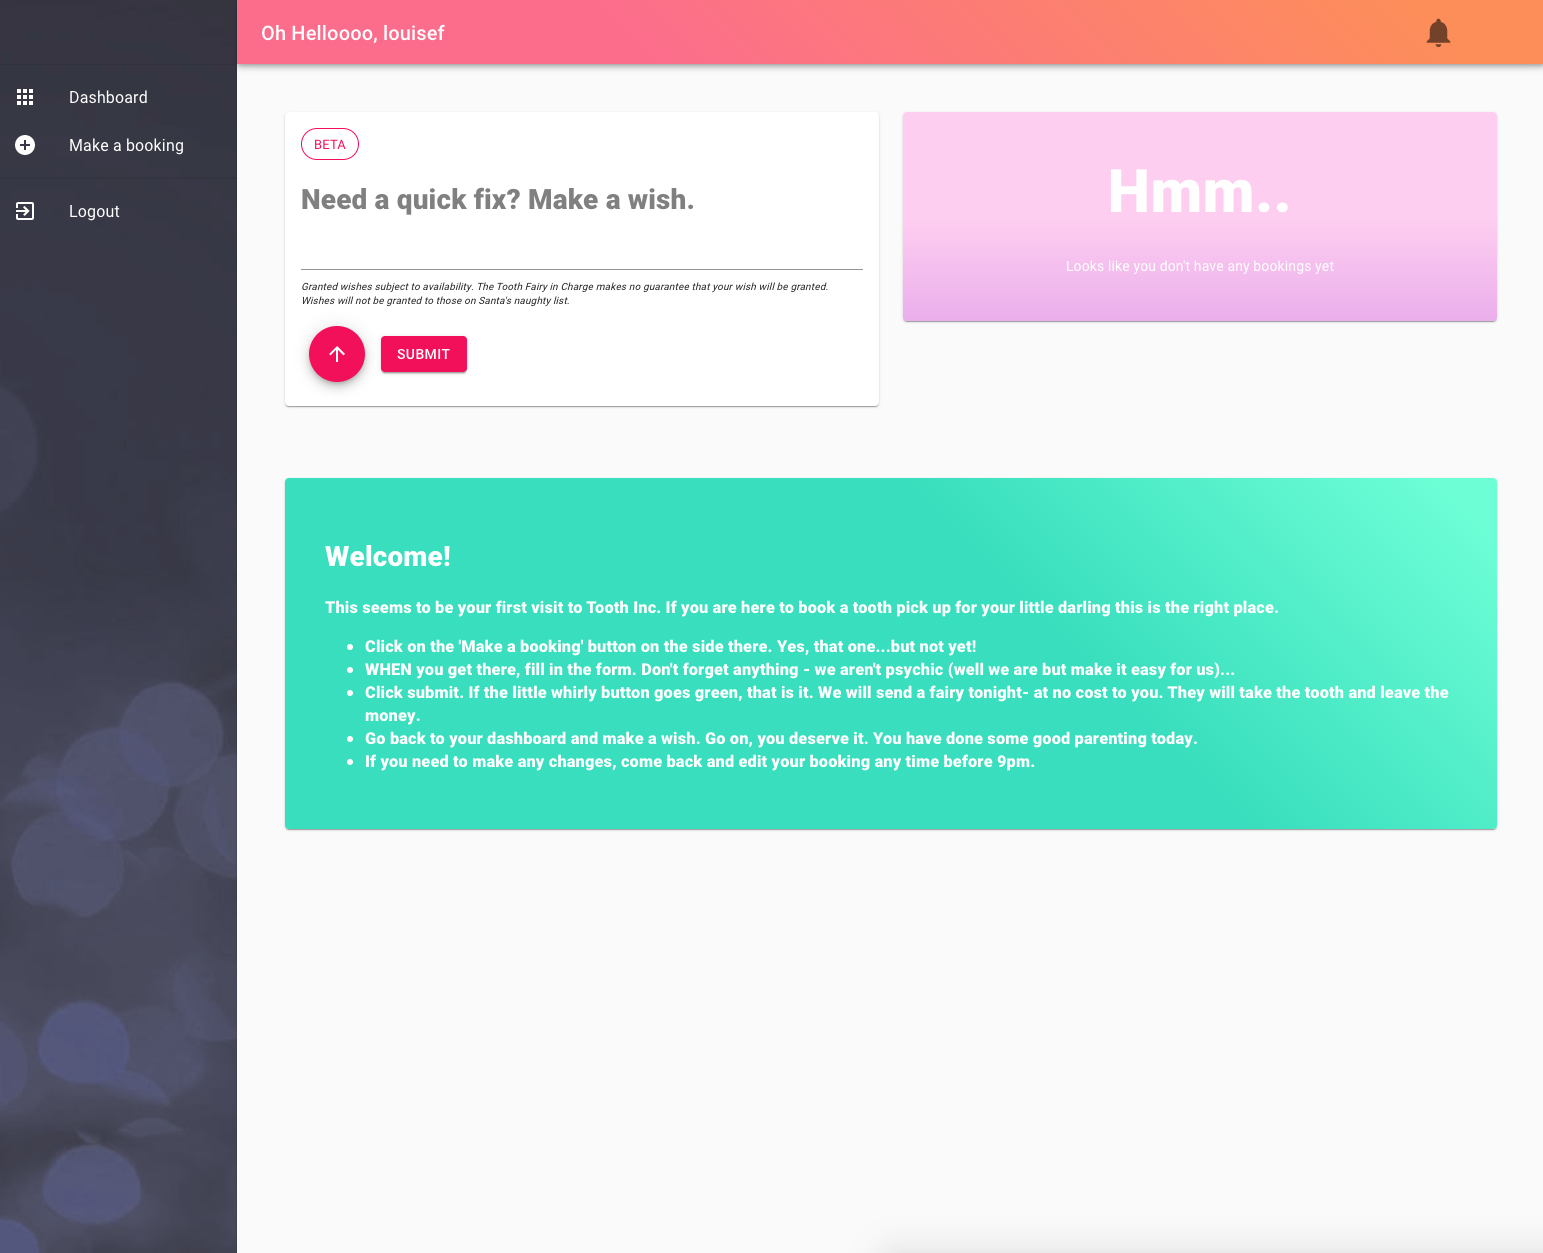 Oh Helloooo, louisef
Dashboard
Make a booking
Logout
BETA
Need a quick fix? Make a wish.
Granted wishes subject to availability. The Tooth Fairy in Charge makes no guarantee that your wish will be granted.
Wishes will not be granted to those on Santa's naughty list.
SUBMIT
Hmm..
Looks like you don't have any bookings yet
Welcome!
This seems to be your first visit to Tooth Inc. If you are here to book a tooth pick up for your little darling this is the right place.
• Click on the 'Make a booking' button on the side there. Yes, that one...but not yet!
• WHEN you get there, fill in the form. Don't forget anything - we aren't psychic (well we are but make it easy for us)...
• Click submit. If the little whirly button goes green, that is it. We will send a fairy tonight- at no cost to you. They will take the tooth and leave the
money.
• Go back to your dashboard and make a wish. Go on, you deserve it. You have done some good parenting today.
• If you need to make any changes, come back and edit your booking any time before 9pm.